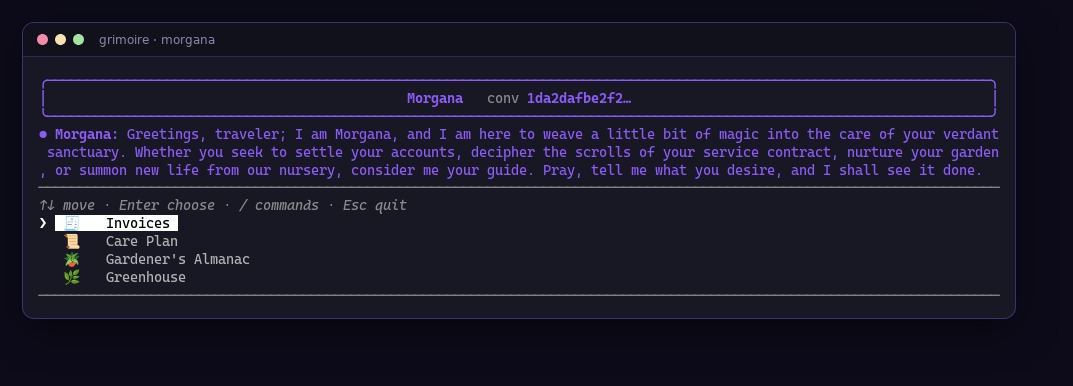 grimoire · morgana
Morgana conv 1da2dafbe2f2…
● Morgana: Greetings, traveler; I am Morgana, and I am here to weave a little bit of magic into the care of your verdant
sanctuary. Whether you seek to settle your accounts, decipher the scrolls of your service contract, nurture your garden
, or summon new life from our nursery, consider me your guide. Pray, tell me what you desire, and I shall see it done.
↑↓ move · Enter choose · / commands · Esc quit
❯ 🧾 Invoices
📜 Care Plan
🪴 Gardener's Almanac
🌿 Greenhouse